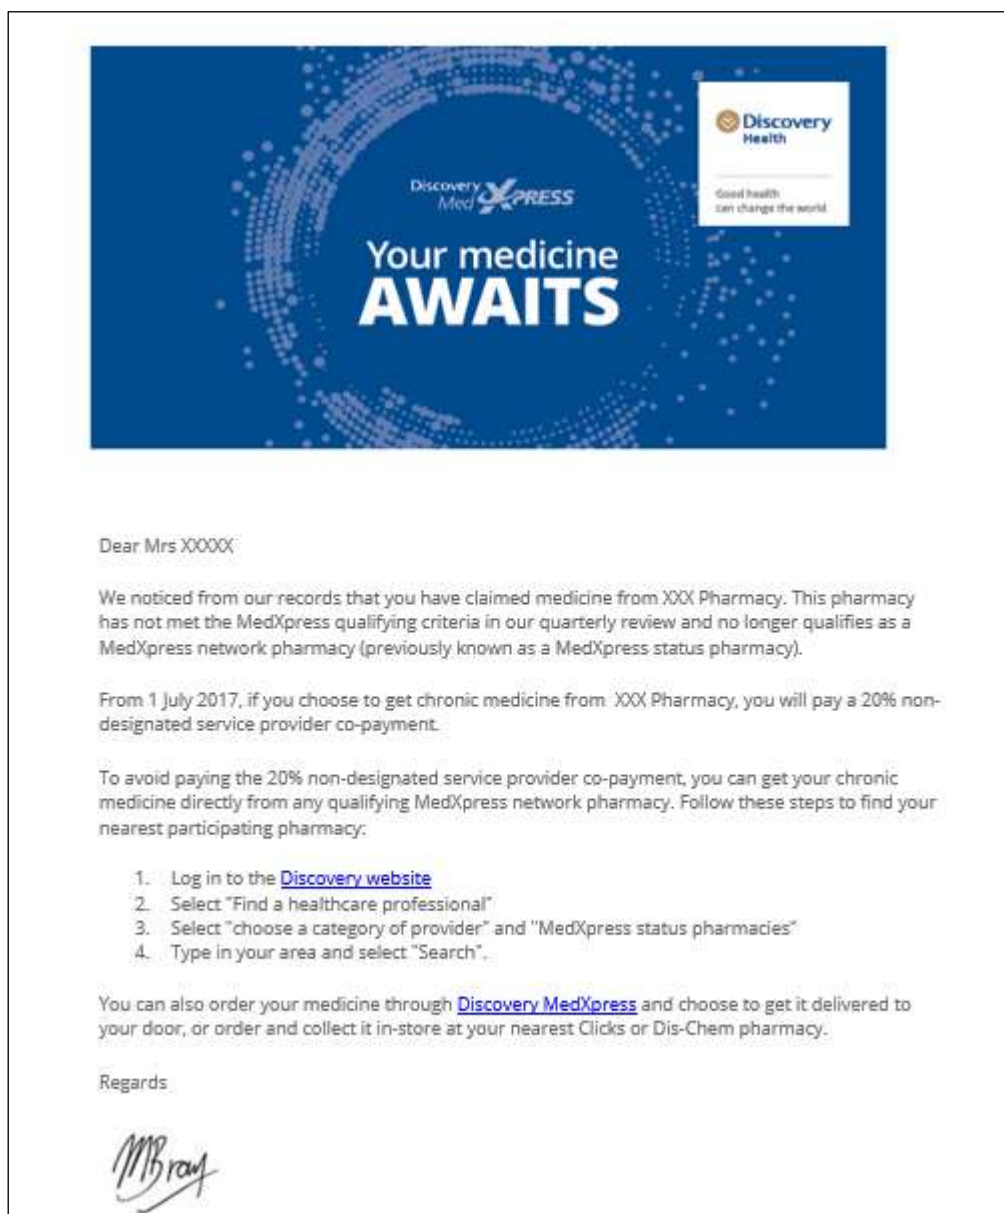 Discovery
Health
Good health
can change the world
Discovery
Med XPRESS
Your medicine
AWAITS
Dear Mrs XXXXX
We noticed from our records that you have claimed medicine from XXX Pharmacy. This pharmacy
has not met the MedXpress qualifying criteria in our quarterly review and no longer qualifies as a
MedXpress network pharmacy (previously known as a MedXpress status pharmacy).
From 1 July 2017, if you choose to get chronic medicine from  XXX Pharmacy, you will pay a 20% non-
designated service provider co-payment.
To avoid paying the 20% non-designated service provider co-payment, you can get your chronic
medicine directly from any qualifying MedXpress network pharmacy. Follow these steps to find your
nearest participating pharmacy:
1. Log in to the Discovery website
2. Select "Find a healthcare professional"
3. Select "choose a category of provider" and "MedXpress status pharmacies"
4. Type in your area and select "Search".
You can also order your medicine through Discovery MedXpress and choose to get it delivered to
your door, or order and collect it in-store at your nearest Clicks or Dis-Chem pharmacy.
Regards
MBray